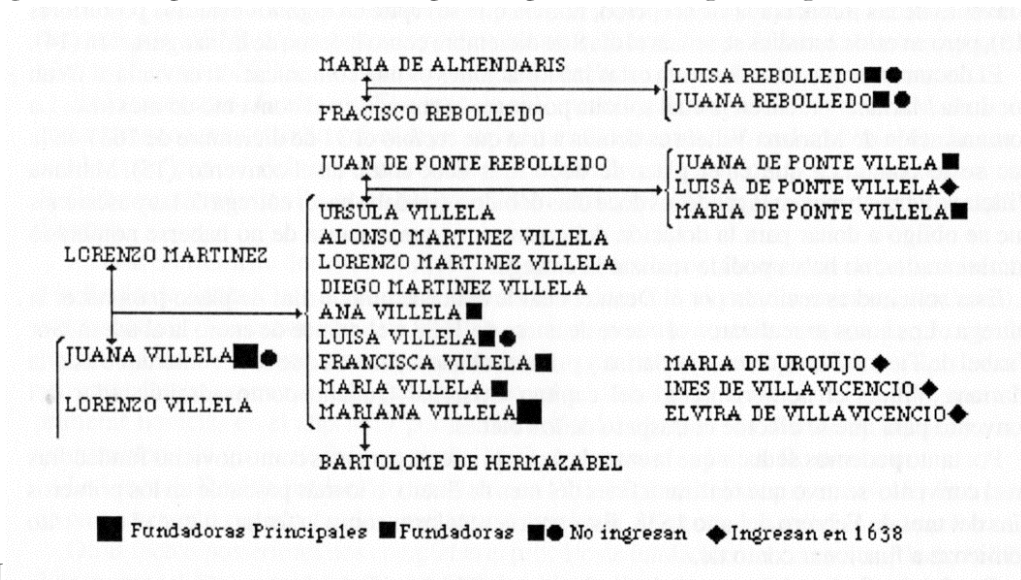 MARIA DE ALMENDARIS
FRACISCO REBOLLEDO
LUISA REBOLLEDO
JUANA REBOLLEDO
JUAN DE PONTE REBOLLEDO
URSULA VILLELA
JUANA DE PONTE VILELA
LUISA DE PONTE VILLELA
MARIA DE PONTE VILLELA
ALONSO MARTINEZ VILLELA
LORENZO MARTINEZ VILLELA
DIEGO MARTINEZ VILLELA
ANA VILLELA
LUISA VILLELA
FRANCISCA VILLELA
MARIA VILLELA
MARIANA VILLELA
BARTOLOME DE HERMAZABEL
LORENZO MARTINEZ
JUANA VILLELA
LORENZO VILLELA
MARIA DE URQUIJO
INES DE VILLAVICENCIO
ELVIRA DE VILLAVICENCIO
Fundadoras Principales Fundadoras No ingresan Ingresan en 1638